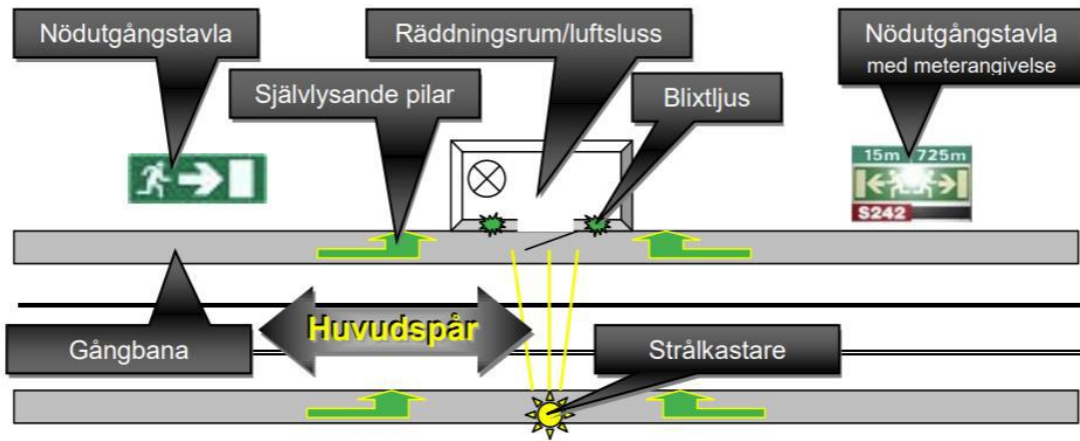 Nödutgångstavla
Räddningsrum/luftsluss
Nödutgångstavla
med meterangivelse
Självlysande pilar
Blixtljus
15m 725m
S242
Huvudspår
Gångbana
Strålkastare